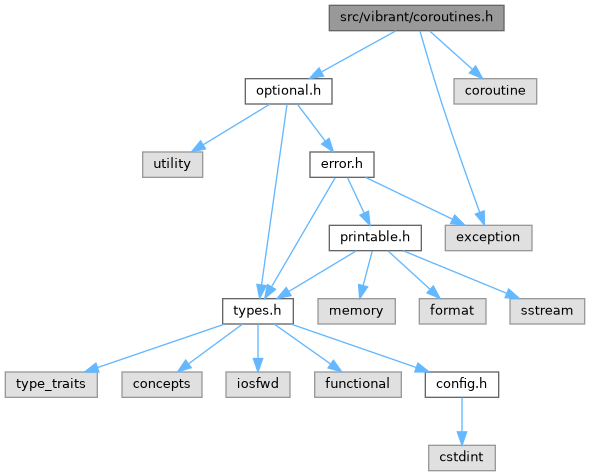 src/vibrant/coroutines.h
optional.h
coroutine
utility
error.h
printable.h
exception
types.h
memory
format
sstream
type_traits
concepts
iosfwd
functional
config.h
cstdint